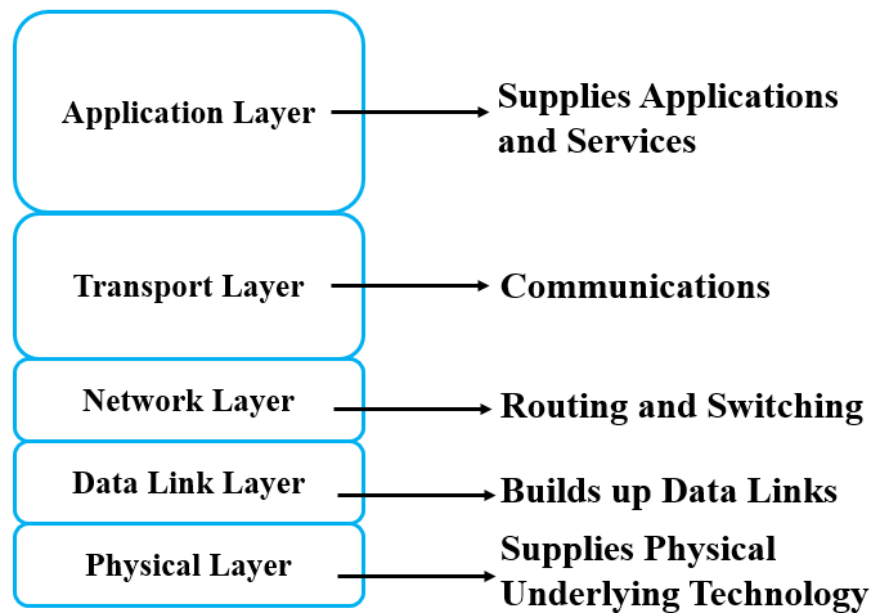 Application Layer
Supplies Applications
and Services
Transport Layer
Communications
Network Layer
Routing and Switching
Data Link Layer
Builds up Data Links
Physical Layer
Supplies Physical
Underlying Technology